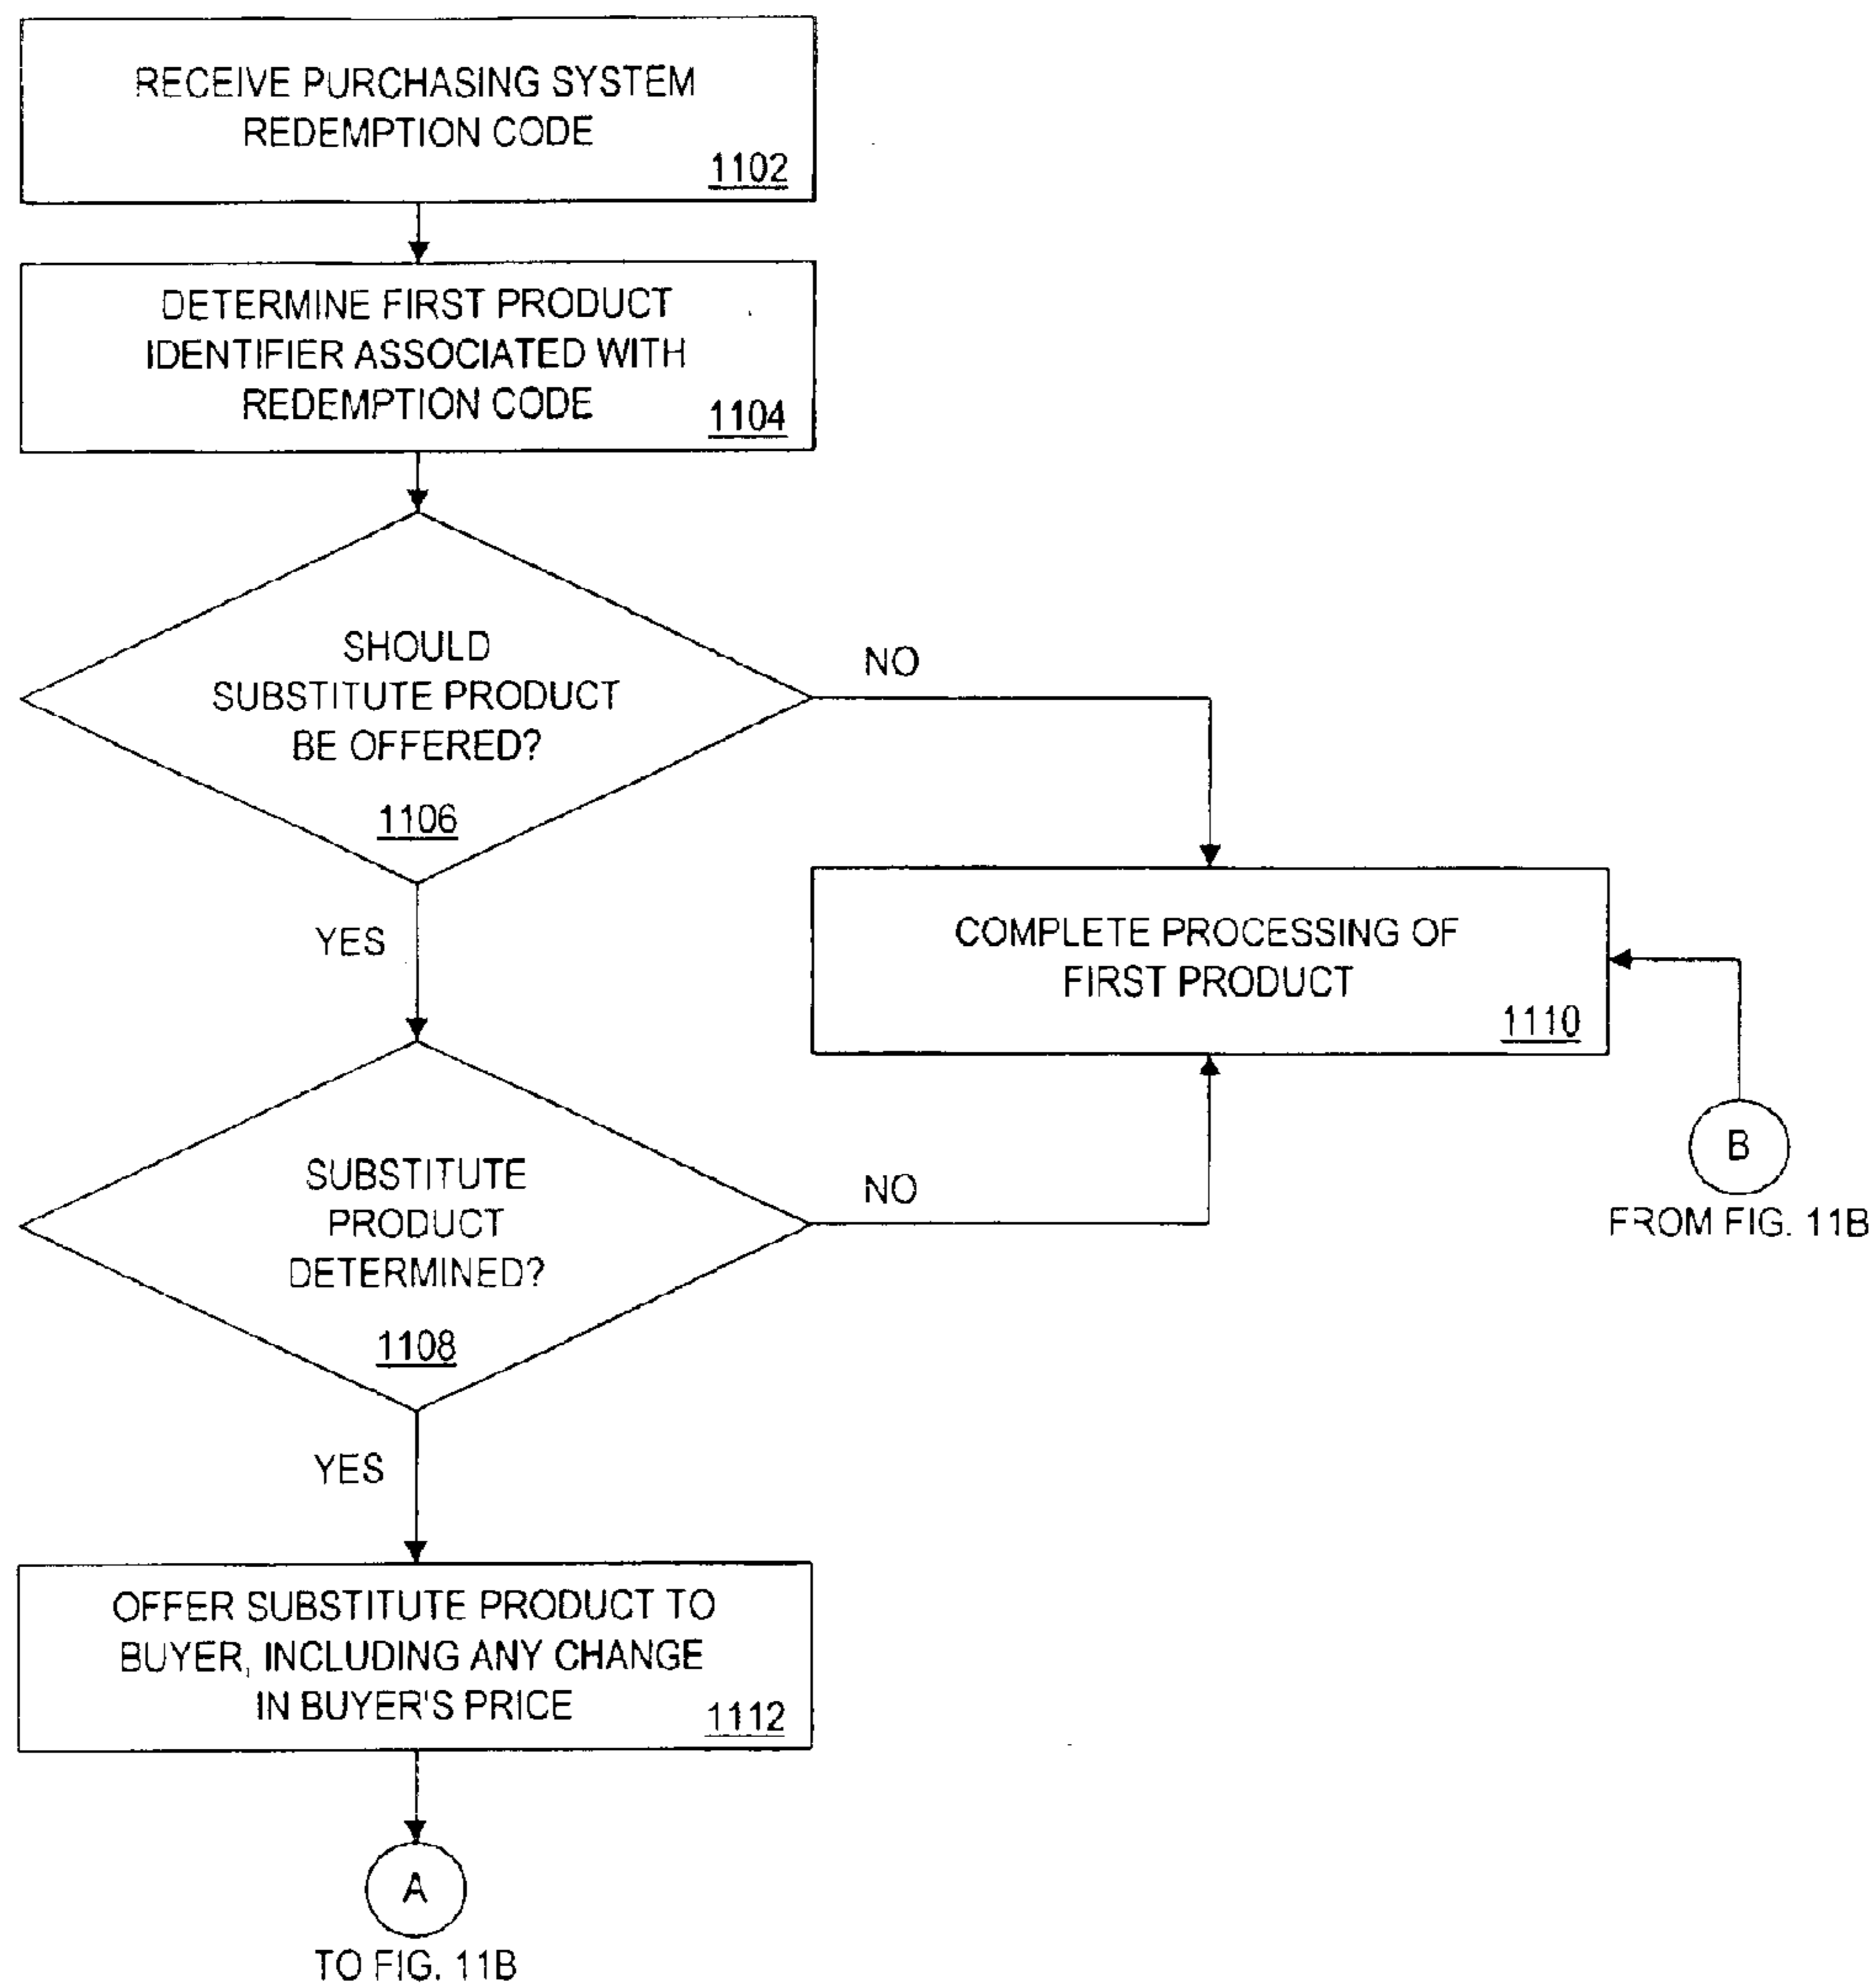 RECEIVE PURCHASING SYSTEM
REDEMPTION CODE
1102
DETERMINE FIRST PRODUCT
IDENTIFIER ASSOCIATED WITH
REDEMPTION CODE
1104
SHOULD
SUBSTITUTE PRODUCT
BE OFFERED?
1106
NO
YES
COMPLETE PROCESSING OF
FIRST PRODUCT
1110
B
FROM FIG. 11B
SUBSTITUTE
PRODUCT
DETERMINED?
1108
NO
YES
OFFER SUBSTITUTE PRODUCT TO
BUYER, INCLUDING ANY CHANGE
IN BUYER'S PRICE
1112
A
TO FIG. 11B